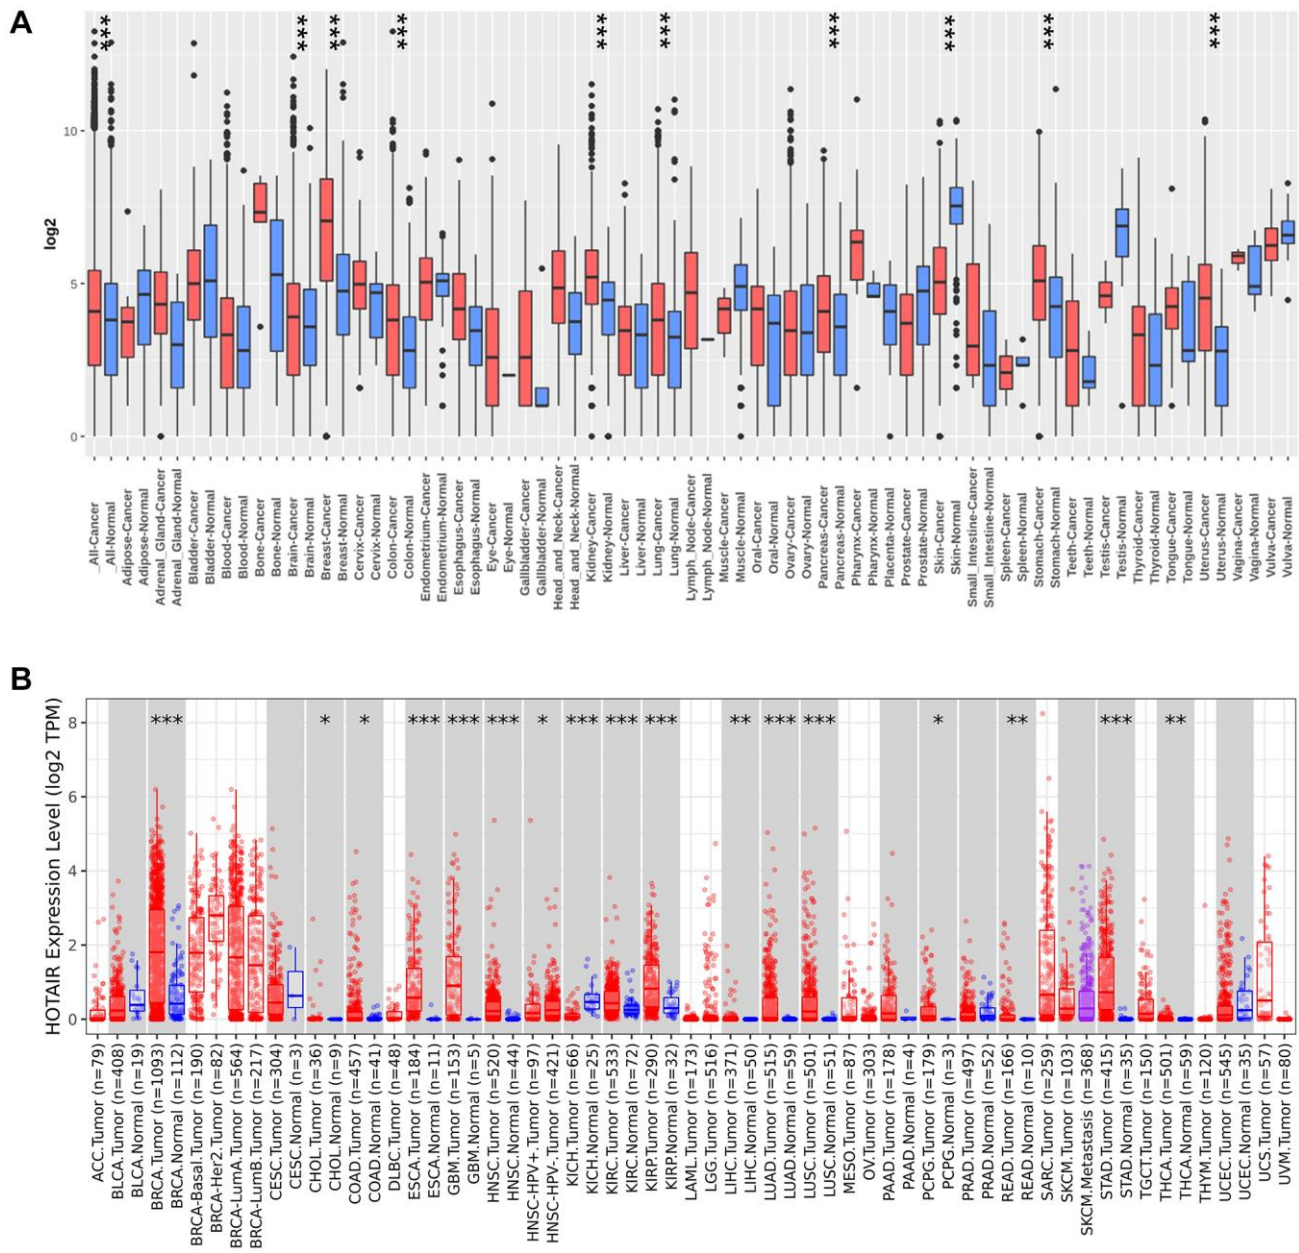 A
*** *** *** *** *** *** *** *** *** ***
log2
10
5
0
_All-Cancer
_All-Normal
Adipose-Cancer
Adipose-Normal
Adrenal_Gland-Cancer
Adrenal_Gland-Normal
Bladder-Cancer
Bladder-Normal
Blood-Cancer
Blood-Normal
Bone-Cancer
Bone-Normal
Brain-Cancer
Brain-Normal
Breast-Cancer
Breast-Normal
Cervix-Cancer
Cervix-Normal
Colon-Cancer
Colon-Normal
Endometrium-Cancer
Endometrium-Normal
Esophagus-Cancer
Esophagus-Normal
Eye-Cancer
Eye-Normal
Gallbladder-Cancer
Gallbladder-Normal
Head_and_Neck-Cancer
Head_and_Neck-Normal
Kidney-Cancer
Kidney-Normal
Liver-Cancer
Liver-Normal
Lung-Cancer
Lung-Normal
Lymph_Node-Cancer
Lymph_Node-Normal
Muscle-Cancer
Muscle-Normal
Oral-Cancer
Oral-Normal
Ovary-Cancer
Ovary-Normal
Pancreas-Cancer
Pancreas-Normal
Pharynx-Cancer
Pharynx-Normal
Placenta-Normal
Prostate-Cancer
Prostate-Normal
Skin-Cancer
Skin-Normal
Small_Intestine-Cancer
Small_Intestine-Normal
Spleen-Cancer
Spleen-Normal
Stomach-Cancer
Stomach-Normal
Teeth-Cancer
Teeth-Normal
Testis-Cancer
Testis-Normal
Thyroid-Cancer
Thyroid-Normal
Tongue-Cancer
Tongue-Normal
Uterus-Cancer
Uterus-Normal
Vagina-Cancer
Vagina-Normal
Vulva-Cancer
Vulva-Normal
B
*** * * *** *** *** * *** *** *** ** *** *** * ** *** **
HOTAIR Expression Level (log2 TPM)
8
6
4
2
0
ACC.Tumor (n=79)
BLCA.Tumor (n=408)
BLCA.Normal (n=19)
BRCA.Tumor (n=1093)
BRCA.Normal (n=112)
BRCA-Basal.Tumor (n=190)
BRCA-Her2.Tumor (n=82)
BRCA-LumA.Tumor (n=564)
BRCA-LumB.Tumor (n=217)
CESC.Tumor (n=304)
CESC.Normal (n=3)
CHOL.Tumor (n=36)
CHOL.Normal (n=9)
COAD.Tumor (n=457)
COAD.Normal (n=41)
DLBC.Tumor (n=48)
ESCA.Tumor (n=184)
ESCA.Normal (n=11)
GBM.Tumor (n=153)
GBM.Normal (n=5)
HNSC.Tumor (n=520)
HNSC.Normal (n=44)
HNSC-HPV+.Tumor (n=97)
HNSC-HPV-.Tumor (n=421)
KICH.Tumor (n=66)
KICH.Normal (n=25)
KIRC.Tumor (n=533)
KIRC.Normal (n=72)
KIRP.Tumor (n=290)
KIRP.Normal (n=32)
LAML.Tumor (n=173)
LGG.Tumor (n=516)
LIHC.Tumor (n=371)
LIHC.Normal (n=50)
LUAD.Tumor (n=515)
LUAD.Normal (n=59)
LUSC.Tumor (n=501)
LUSC.Normal (n=51)
MESO.Tumor (n=87)
OV.Tumor (n=303)
PAAD.Tumor (n=178)
PAAD.Normal (n=4)
PCPG.Tumor (n=179)
PCPG.Normal (n=3)
PRAD.Tumor (n=497)
PRAD.Normal (n=52)
READ.Tumor (n=166)
READ.Normal (n=10)
SARC.Tumor (n=259)
SKCM.Tumor (n=103)
SKCM.Metastasis (n=368)
STAD.Tumor (n=415)
STAD.Normal (n=35)
TGCT.Tumor (n=150)
THCA.Tumor (n=501)
THCA.Normal (n=59)
THYM.Tumor (n=120)
UCEC.Tumor (n=545)
UCEC.Normal (n=35)
UCS.Tumor (n=57)
UVM.Tumor (n=80)